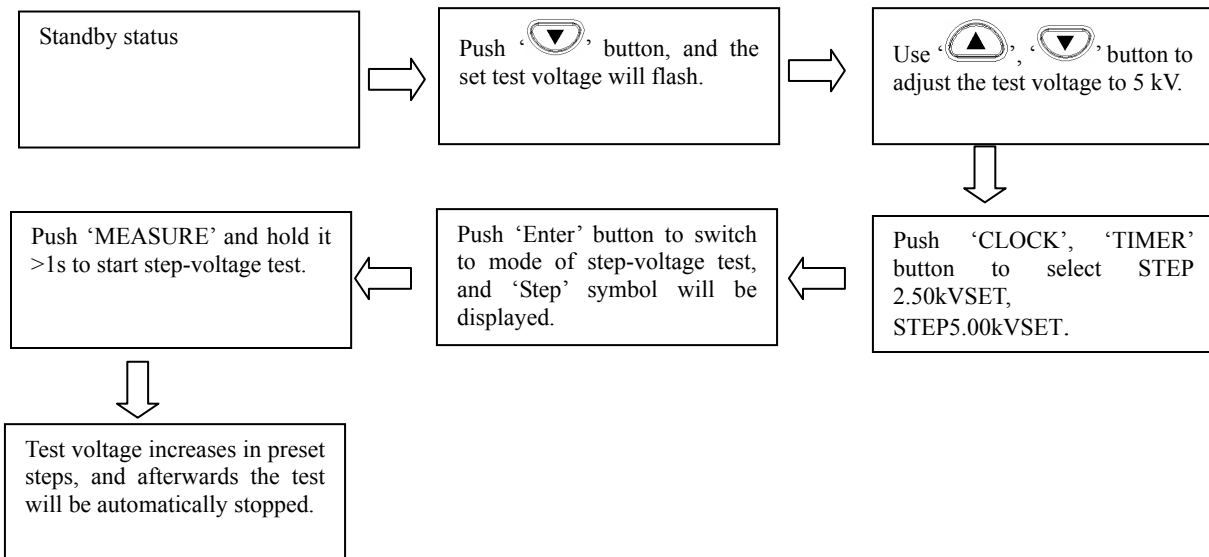 Standby status
Push ‘▼’ button, and the
set test voltage will flash.
Use ‘▲’, ‘▼’ button to
adjust the test voltage to 5 kV.
Push ‘CLOCK’, ‘TIMER’
button to select STEP
2.50kVSET,
STEP5.00kVSET.
Push ‘Enter’ button to switch
to mode of step-voltage test,
and ‘Step’ symbol will be
displayed.
Push ‘MEASURE’ and hold it
>1s to start step-voltage test.
Test voltage increases in preset
steps, and afterwards the test
will be automatically stopped.